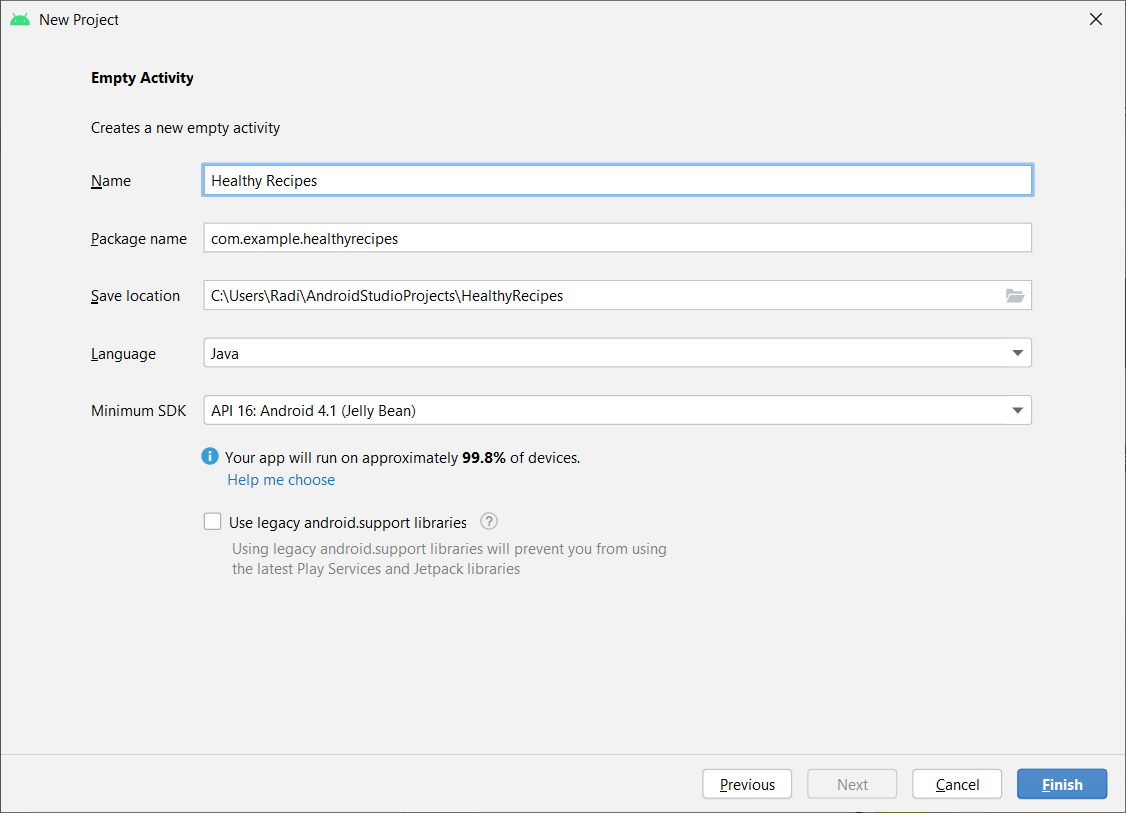 New Project
Empty Activity
Creates a new empty activity
Name Healthy Recipes
Package name com.example.healthyrecipes
Save location C:\Users\Radi\AndroidStudioProjects\HealthyRecipes
Language Java
Minimum SDK API 16: Android 4.1 (Jelly Bean)
i Your app will run on approximately 99.8% of devices.
Help me choose
Use legacy android.support libraries ?
Using legacy android.support libraries will prevent you from using
the latest Play Services and Jetpack libraries
Previous Next Cancel Finish